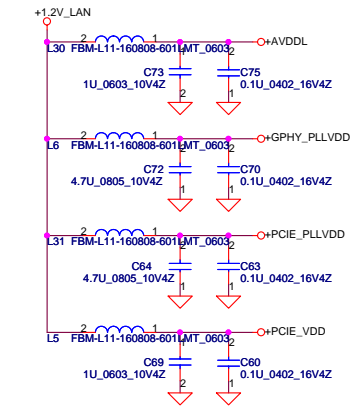 +1.2V_LAN
2 1 +AVDDL
L30 FBM-L11-160808-601LMT_0603
1 2
C73 C75
1U_0603_10V4Z 0.1U_0402_16V4Z
2 1
2 1 +GPHY_PLLVDD
L6 FBM-L11-160808-601LMT_0603
1 2
C72 C70
4.7U_0805_10V4Z 0.1U_0402_16V4Z
2 1
2 1 +PCIE_PLLVDD
L31 FBM-L11-160808-601LMT_0603
1 2
C64 C63
4.7U_0805_10V4Z 0.1U_0402_16V4Z
2 1
2 1 +PCIE_VDD
L5 FBM-L11-160808-601LMT_0603
1 2
C69 C60
1U_0603_10V4Z 0.1U_0402_16V4Z
2 1